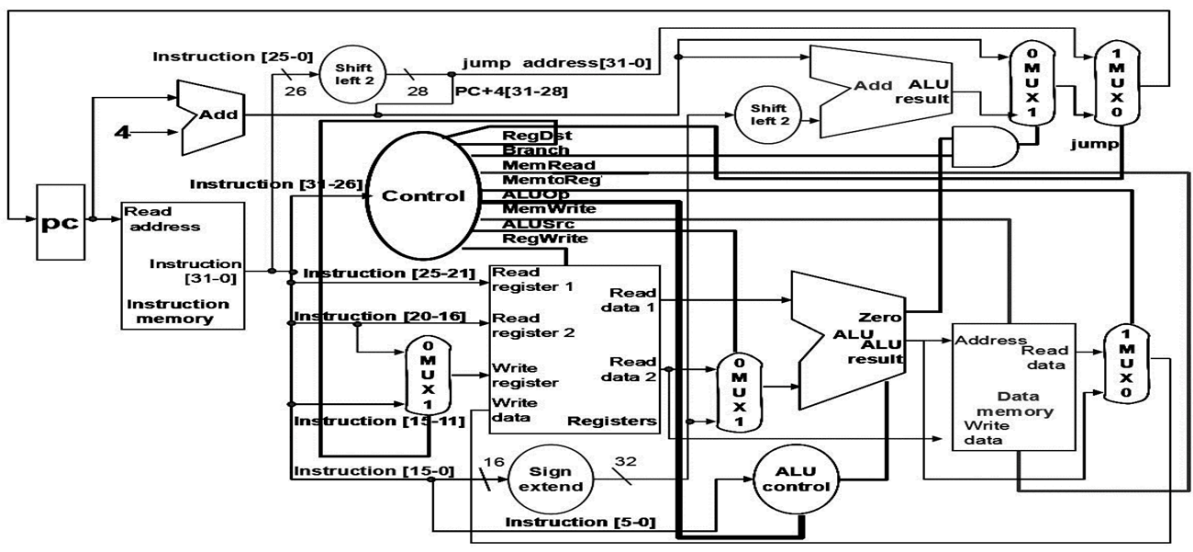 Instruction [25-0]
Shift
left 2
26
28
jump address[31-0]
PC+4[31-28]
Add
4
Add ALU
result
Shift
left 2
0
M
U
X
1
1
M
U
X
0
jump
RegDst
Branch
MemRead
MemtoReg
ALUOp
MemWrite
ALUSrc
RegWrite
Instruction [31-26]
Control
pc
Read
address
Instruction
[31-0]
Instruction
memory
Instruction [25-21]
Instruction [20-16]
0
M
U
X
1
Instruction [15-11]
Read
register 1
Read
register 2
Write
register
Write
data
Read
data 1
Read
data 2
Registers
0
M
U
X
1
Zero
ALU
ALU
result
Address
Read
data
Data
memory
Write
data
1
M
U
X
0
Instruction [15-0]
16
Sign
extend
32
ALU
control
Instruction [5-0]